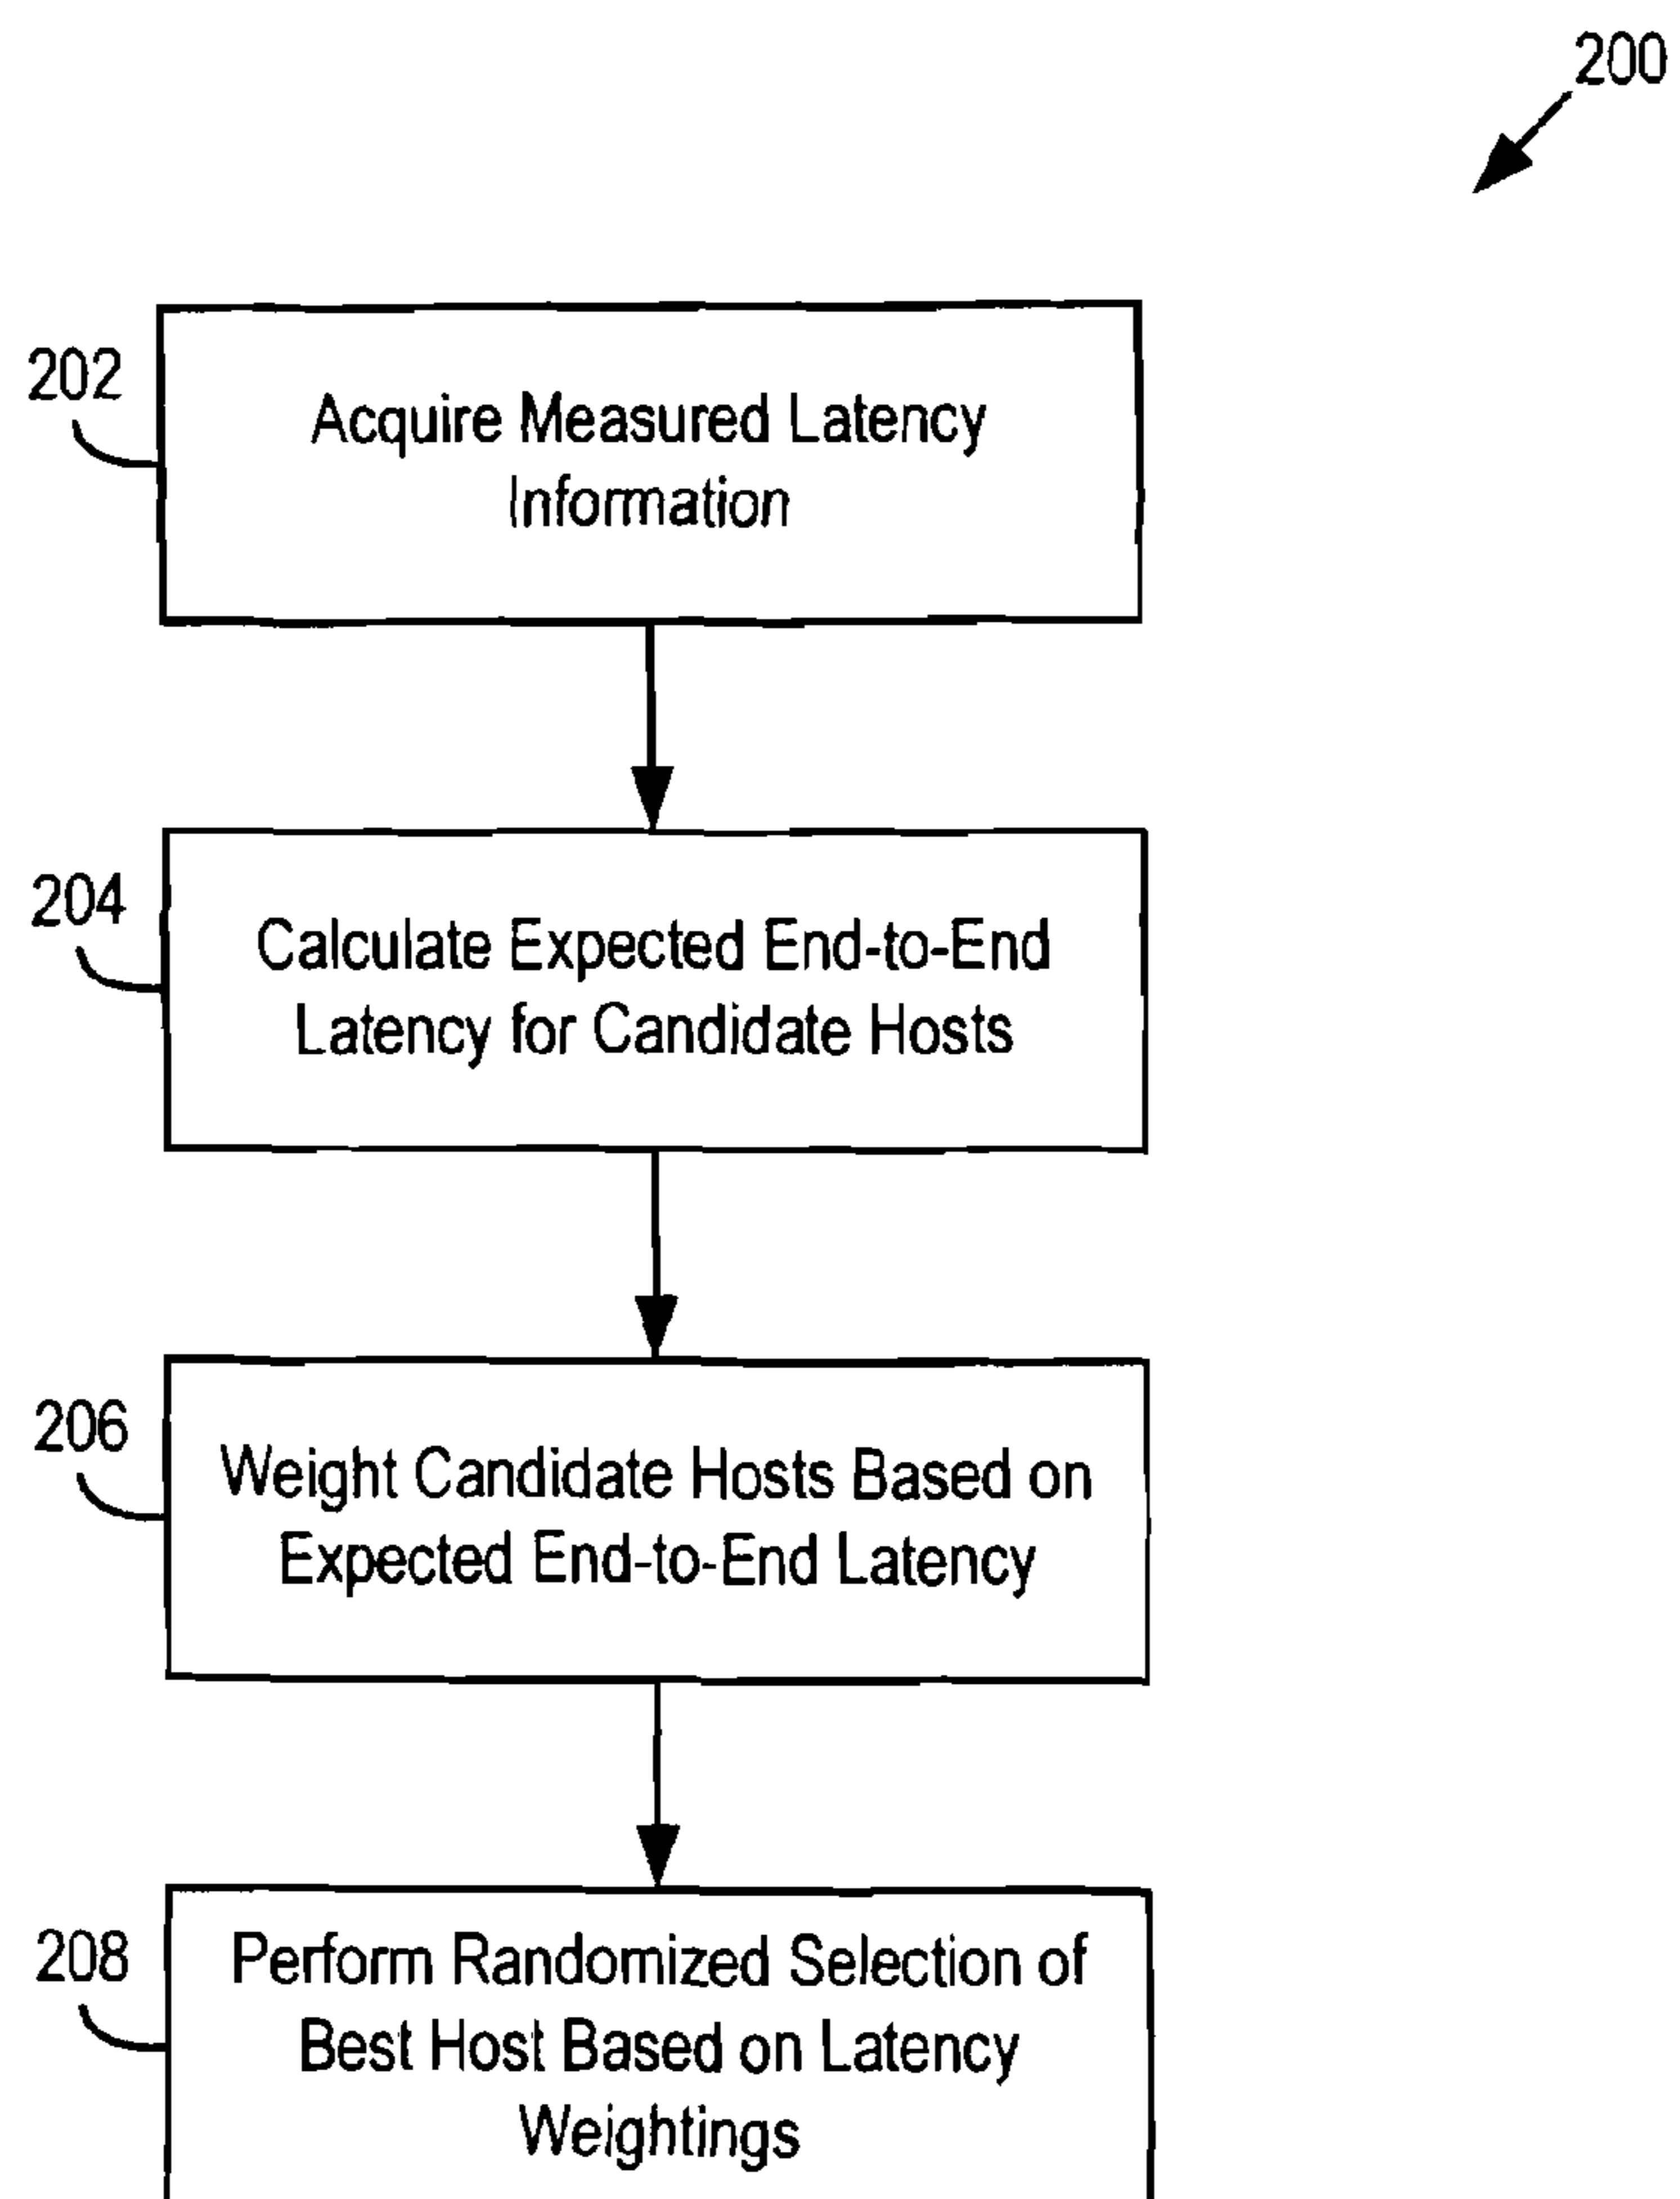 200
202
Acquire Measured Latency
Information
204
Calculate Expected End-to-End
Latency for Candidate Hosts
206
Weight Candidate Hosts Based on
Expected End-to-End Latency
208
Perform Randomized Selection of
Best Host Based on Latency
Weightings